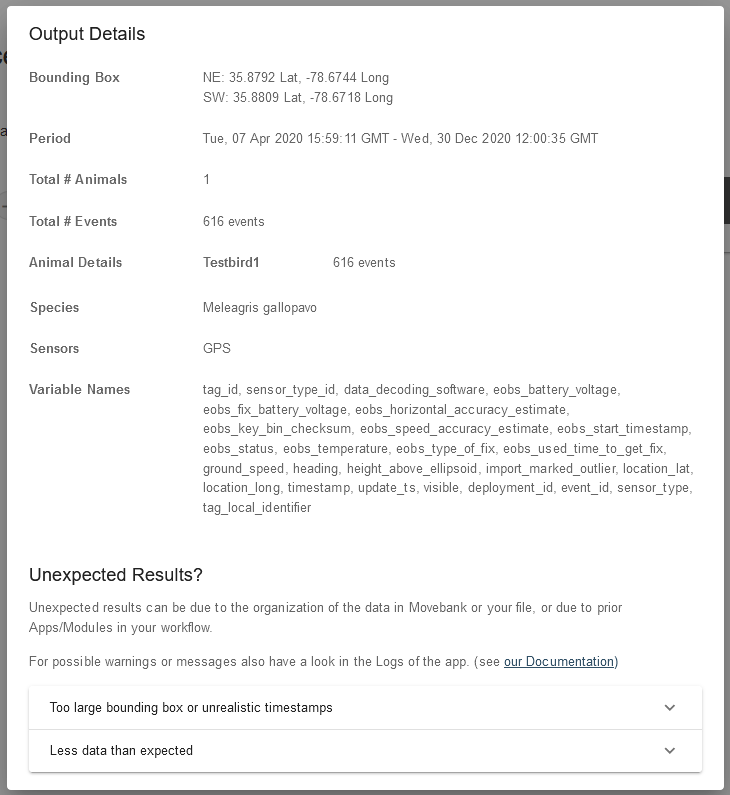 Output Details
Bounding Box NE: 35.8792 Lat, -78.6744 Long
SW: 35.8809 Lat, -78.6718 Long
Period Tue, 07 Apr 2020 15:59:11 GMT - Wed, 30 Dec 2020 12:00:35 GMT
Total # Animals 1
Total # Events 616 events
Animal Details Testbird1 616 events
Species Meleagris gallopavo
Sensors GPS
Variable Names tag_id, sensor_type_id, data_decoding_software, eobs_battery_voltage,
eobs_fix_battery_voltage, eobs_horizontal_accuracy_estimate,
eobs_key_bin_checksum, eobs_speed_accuracy_estimate, eobs_start_timestamp,
eobs_status, eobs_temperature, eobs_type_of_fix, eobs_used_time_to_get_fix,
ground_speed, heading, height_above_ellipsoid, import_marked_outlier, location_lat,
location_long, timestamp, update_ts, visible, deployment_id, event_id, sensor_type,
tag_local_identifier
Unexpected Results?
Unexpected results can be due to the organization of the data in Movebank or your file, or due to prior
Apps/Modules in your workflow.
For possible warnings or messages also have a look in the Logs of the app. (see our Documentation)
Too large bounding box or unrealistic timestamps
Less data than expected